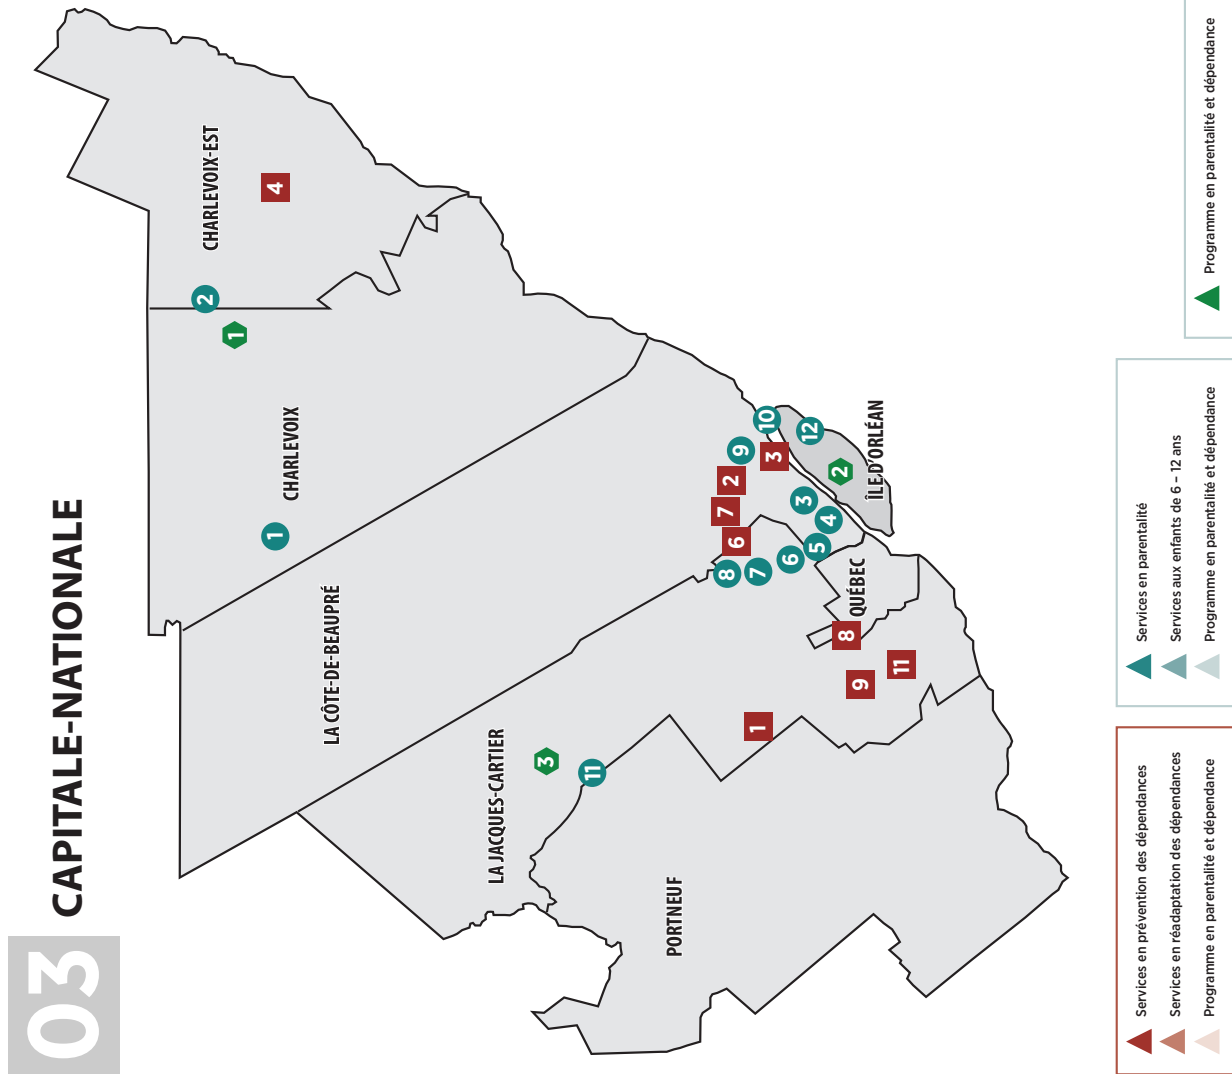 03 CAPITALE-NATIONALE
2
CHARLEVOIX-EST
1
1
4
CHARLEVOIX
LA CÔTE-DE-BEAUPRÉ
LA JACQUES-CARTIER
3
11
PORTNEUF
7
8
2
6
9
1
7
10
3
6
3
12
5
4
2
8
QUÉBEC
9
ÎLE D'ORLÉAN
11
Services en prévention des dépendances
Services en réadaptation des dépendances
Programme en parentalité et dépendance
Services en parentalité
Services aux enfants de 6 – 12 ans
Programme en parentalité et dépendance
Programme en parentalité et dépendance